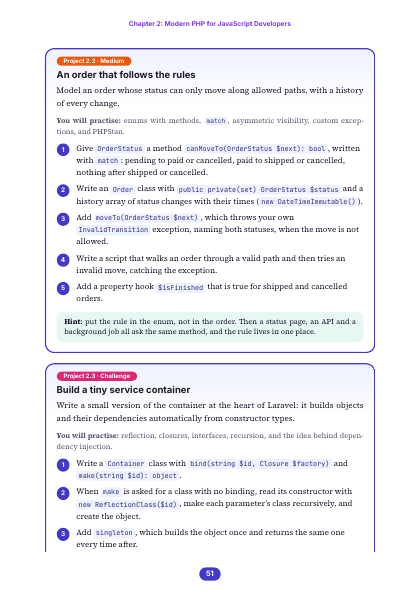 Chapter 2: Modern PHP for JavaScript Developers
Project 2.2 · Medium
An order that follows the rules
Model an order whose status can only move along allowed paths, with a history
of every change.
You will practise: enums with methods, match, asymmetric visibility, custom excep-
tions, and PHPStan.
1 Give OrderStatus a method canMoveTo(OrderStatus $next): bool, written
with match: pending to paid or cancelled, paid to shipped or cancelled,
nothing after shipped or cancelled.
2 Write an Order class with public private(set) OrderStatus $status and a
history array of status changes with their times (new DateTimeImmutable()).
3 Add moveTo(OrderStatus $next), which throws your own
InvalidTransition exception, naming both statuses, when the move is not
allowed.
4 Write a script that walks an order through a valid path and then tries an
invalid move, catching the exception.
5 Add a property hook $isFinished that is true for shipped and cancelled
orders.
Hint: put the rule in the enum, not in the order. Then a status page, an API and a
background job all ask the same method, and the rule lives in one place.
Project 2.3 · Challenge
Build a tiny service container
Write a small version of the container at the heart of Laravel: it builds objects
and their dependencies automatically from constructor types.
You will practise: reflection, closures, interfaces, recursion, and the idea behind depen-
dency injection.
1 Write a Container class with bind(string $id, Closure $factory) and
make(string $id): object.
2 When make is asked for a class with no binding, read its constructor with
new ReflectionClass($id), make each parameter's class recursively, and
create the object.
3 Add singleton, which builds the object once and returns the same one
every time after.
51